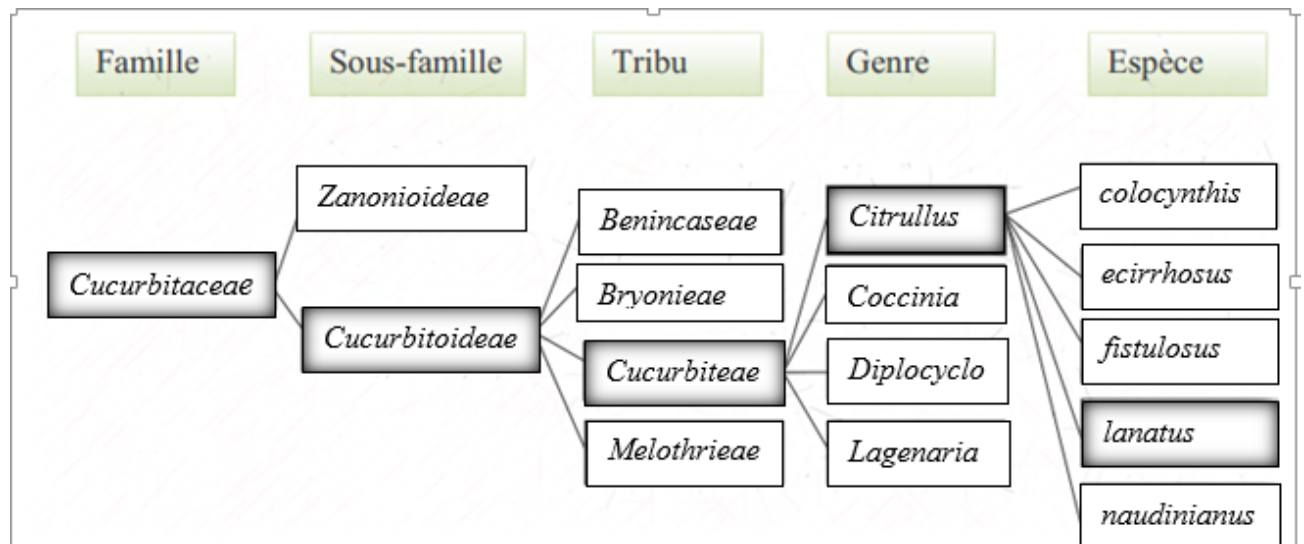 Famille
Sous-famille
Tribu
Genre
Espèce
Cucurbitaceae
Zanonioideae
Cucurbitoideae
Benincaseae
Bryonieae
Cucurbiteae
Melothrieae
Citrullus
Coccinia
Diplocyclo
Lagenaria
colocynthis
ecirrhosus
fistulosus
lanatus
naudinianus